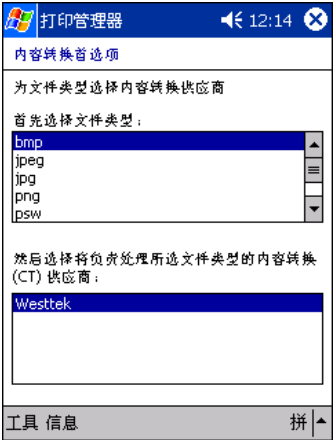 打印管理器 12:14
内容转换首选项
为文件类型选择内容转换供应商
首先选择文件类型：
bmp
jpeg
jpg
png
psw
然后选择将负责处理所选文件类型的内容转换
(CT) 供应商：
Westtek
工具 信息 拼